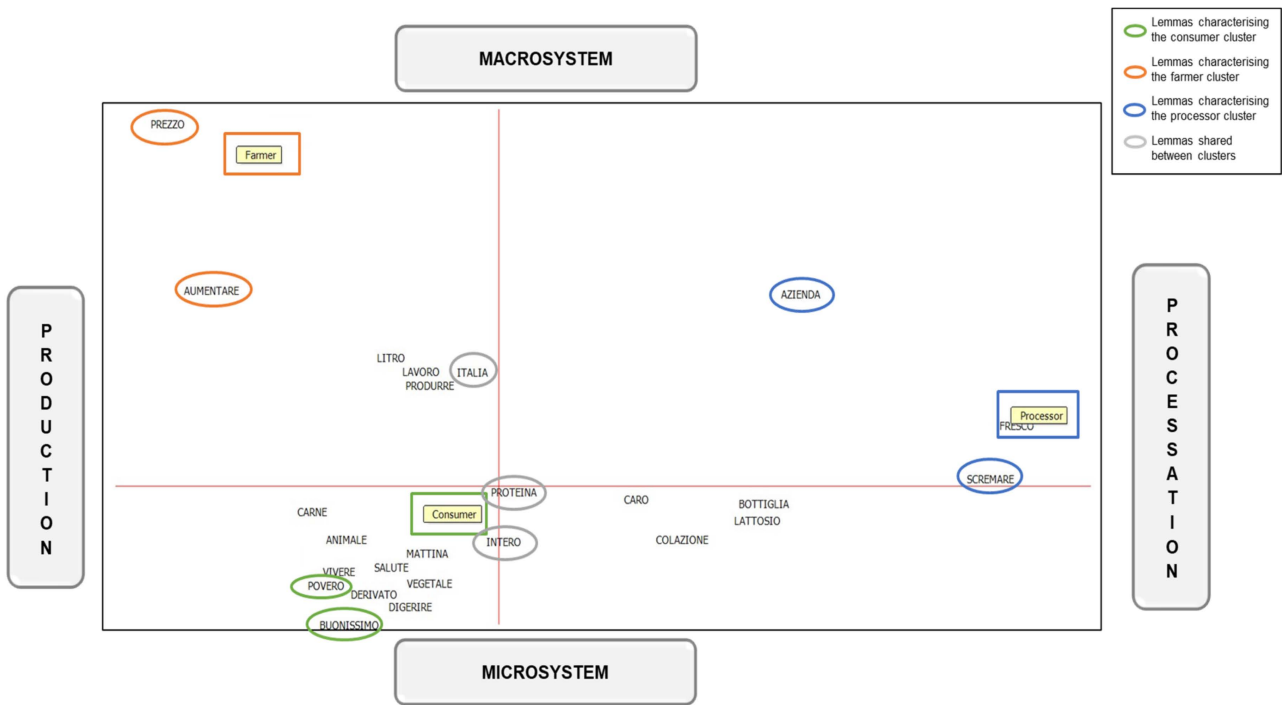 MACROSYSTEM
Lemmas characterising
the consumer cluster
Lemmas characterising
the farmer cluster
Lemmas characterising
the processor cluster
Lemmas shared
between clusters
PREZZO
Farmer
AUMENTARE
AZIENDA
LITRO
LAVORO
ITALIA
PRODURRE
Processor
FRESCO
SCREMARE
PROTEINA
CARO
BOTTIGLIA
CARNE
Consumer
LATTOSIO
ANIMALE
INTERO
COLAZIONE
MATTINA
SALUTE
VIVERE
POVERO
VEGETALE
DERIVATO
DIGERIRE
BUONISSIMO
PRODUCTION
PROCESSATION
MICROSYSTEM